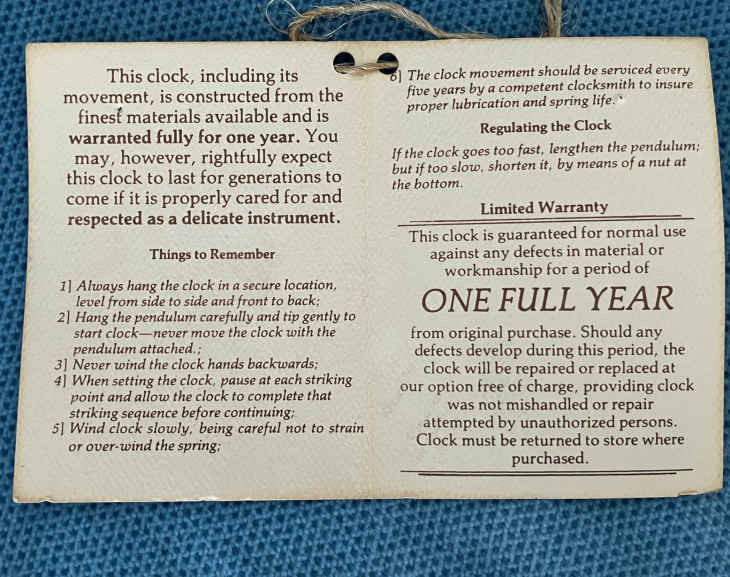 This clock, including its
movement, is constructed from the
finest materials available and is
warranted fully for one year. You
may, however, rightfully expect
this clock to last for generations to
come if it is properly cared for and
respected as a delicate instrument.
Things to Remember
1] Always hang the clock in a secure location,
level from side to side and front to back;
2] Hang the pendulum carefully and tip gently to
start clock—never move the clock with the
pendulum attached.;
3] Never wind the clock hands backwards;
4] When setting the clock, pause at each striking
point and allow the clock to complete that
striking sequence before continuing;
5] Wind clock slowly, being careful not to strain
or over-wind the spring;
6] The clock movement should be serviced every
five years by a competent clocksmith to insure
proper lubrication and spring life.
Regulating the Clock
If the clock goes too fast, lengthen the pendulum;
but if too slow, shorten it, by means of a nut at
the bottom.
Limited Warranty
This clock is guaranteed for normal use
against any defects in material or
workmanship for a period of
ONE FULL YEAR
from original purchase. Should any
defects develop during this period, the
clock will be repaired or replaced at
our option free of charge, providing clock
was not mishandled or repair
attempted by unauthorized persons.
Clock must be returned to store where
purchased.